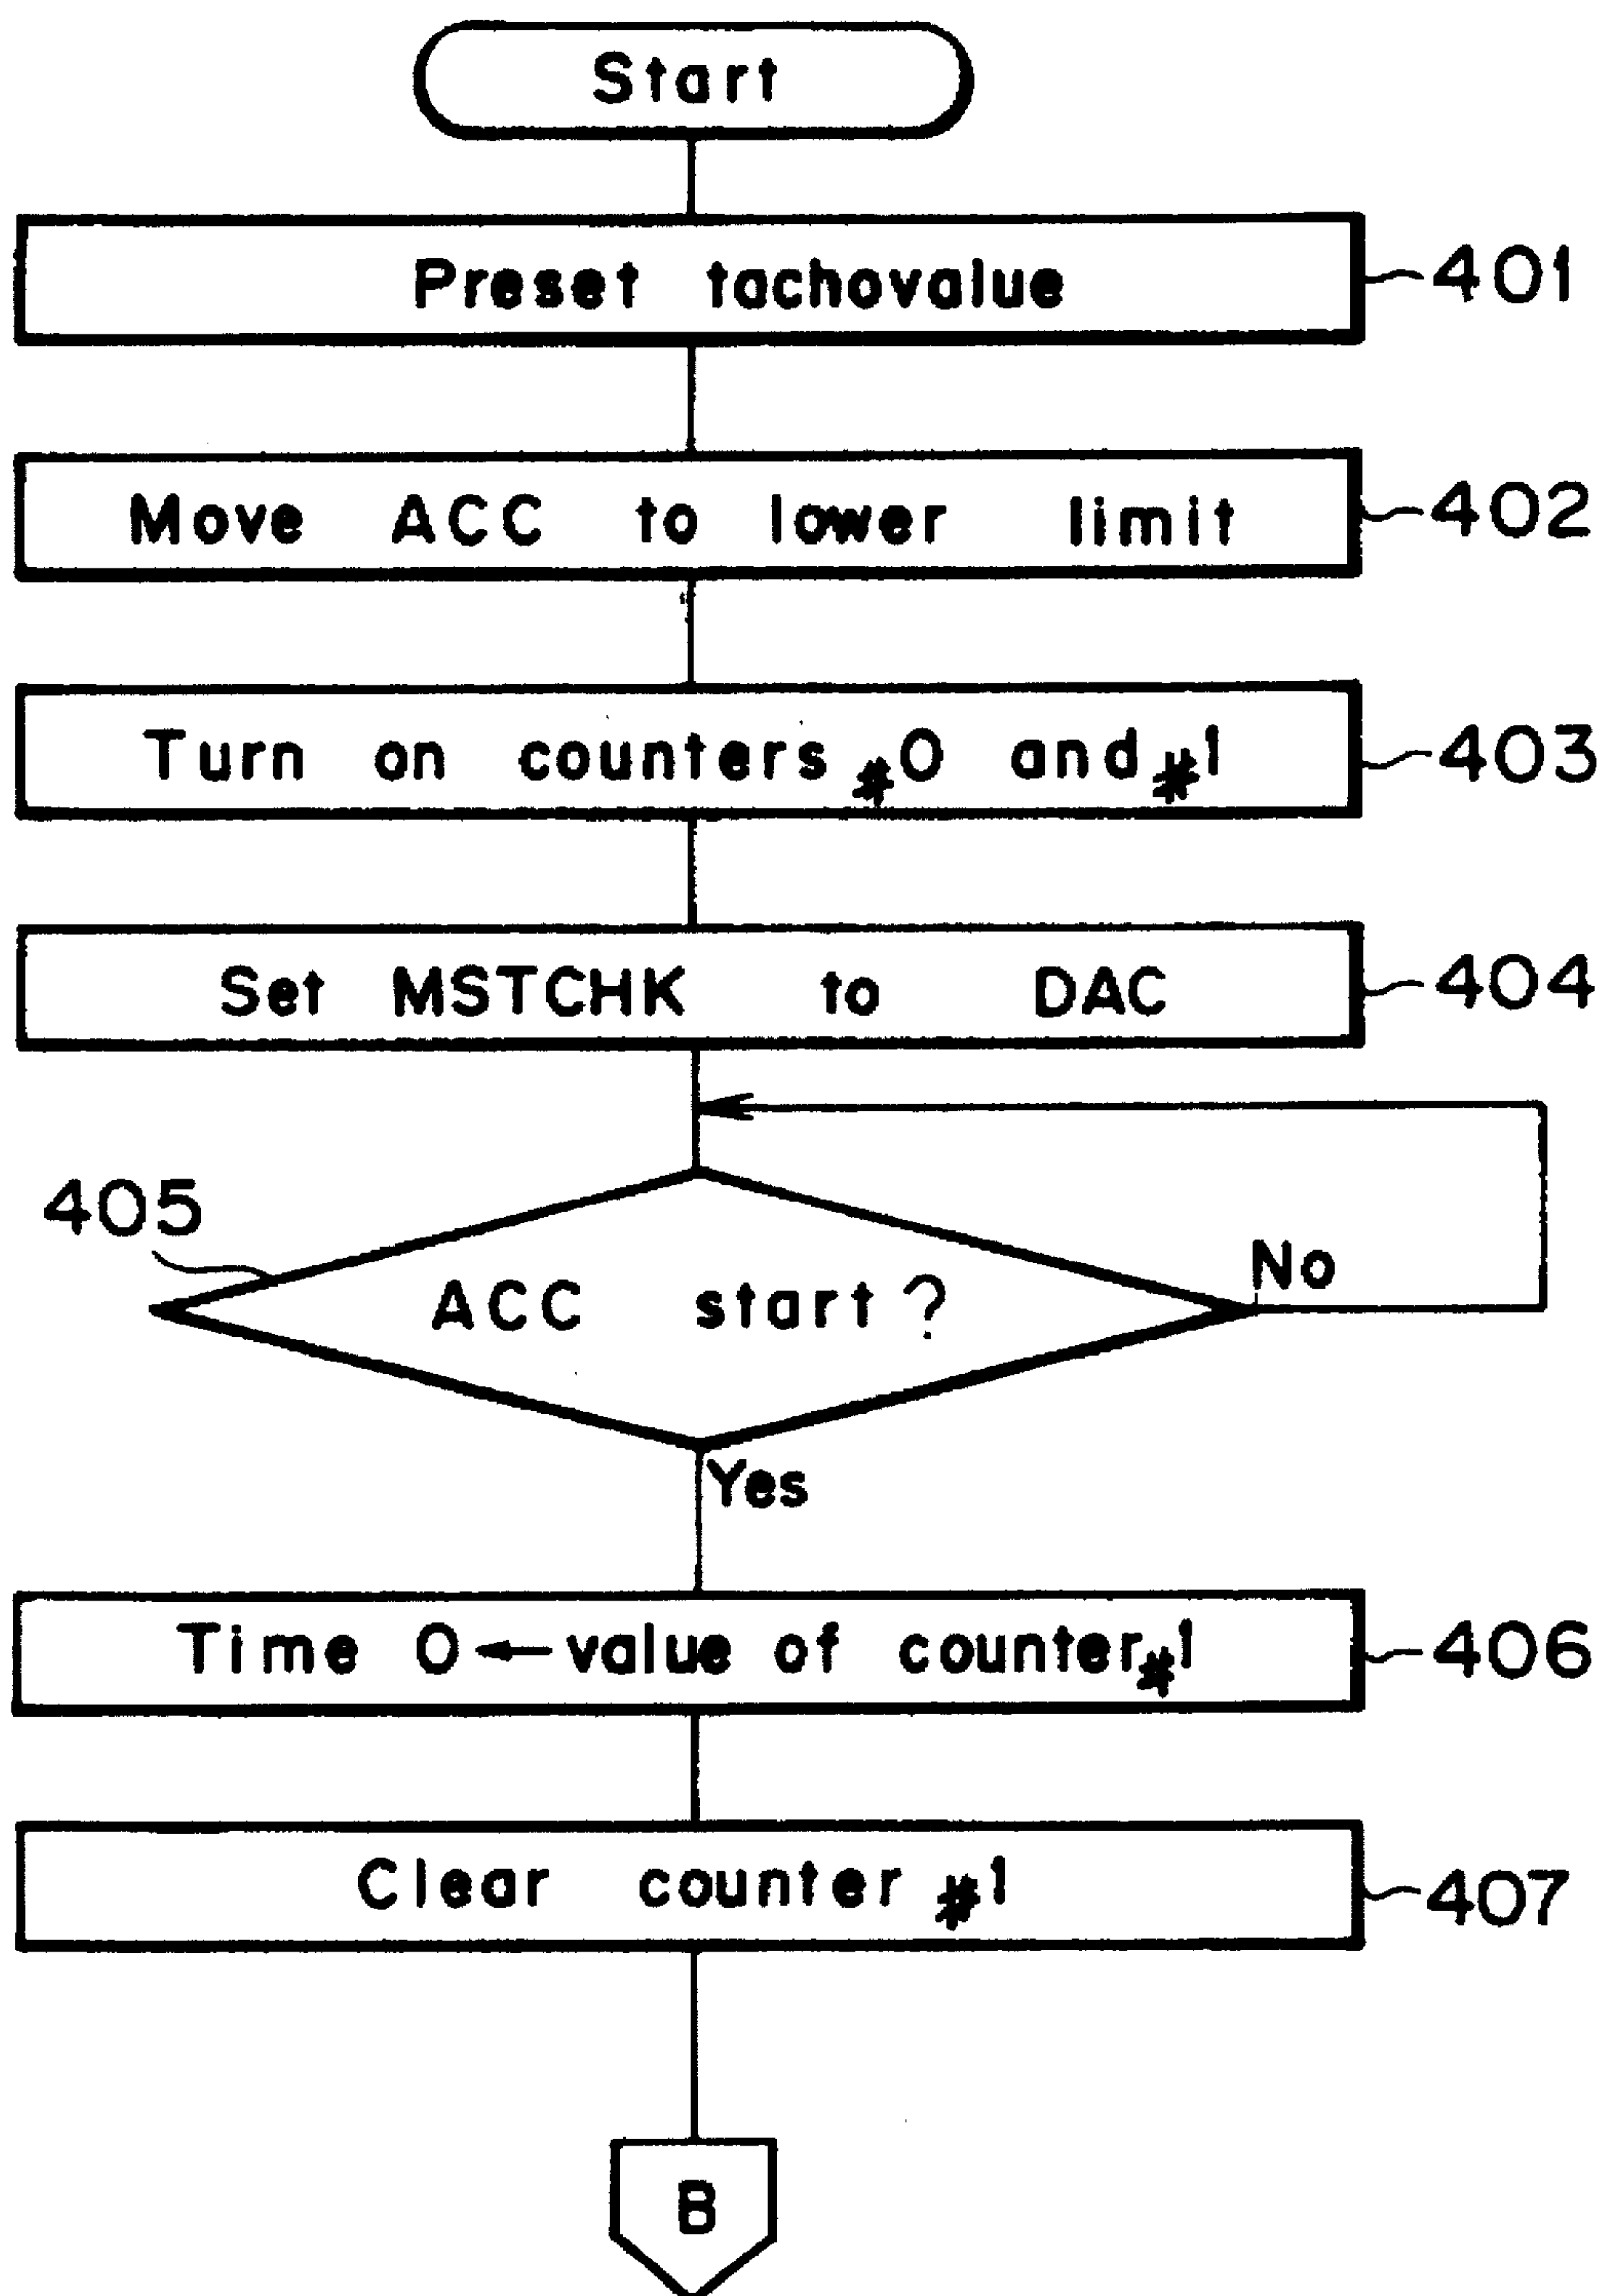 Start
Preset tachovalue
401
Move ACC to lower limit
402
Turn on counters #0 and #1
403
Set MSTCHK to DAC
404
405
ACC start?
No
Yes
Time 0←value of counter #1
406
Clear counter #1
407
B